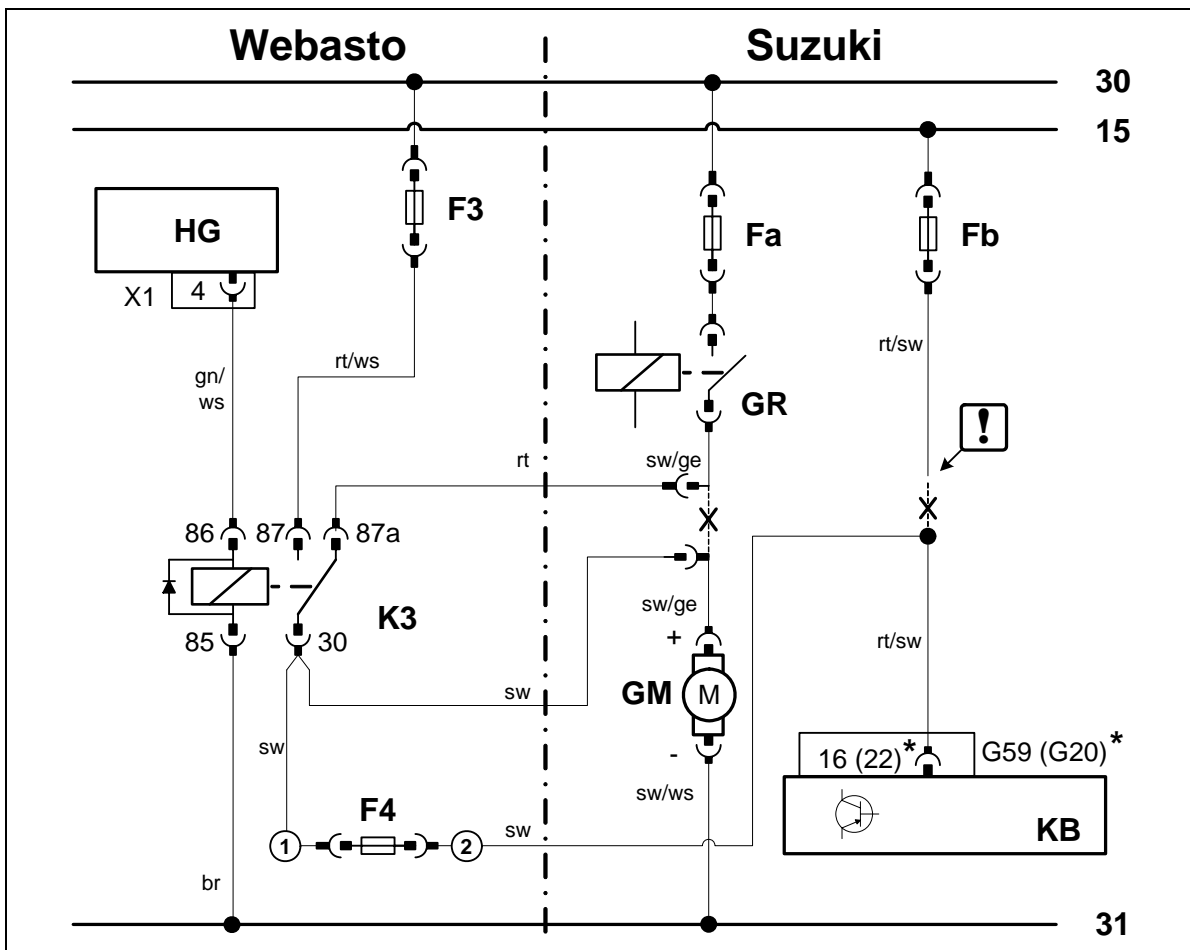 Webasto
Suzuki
30
15
HG
F3
Fa
Fb
X1
4
rt/ws
rt/sw
gn/
ws
GR
!
rt
sw/ge
86
87
87a
K3
sw/ge
85
30
+
rt/sw
GM
M
sw
sw
-
16 (22)*
G59 (G20)*
sw/ws
F4
KB
1
2
sw
br
31